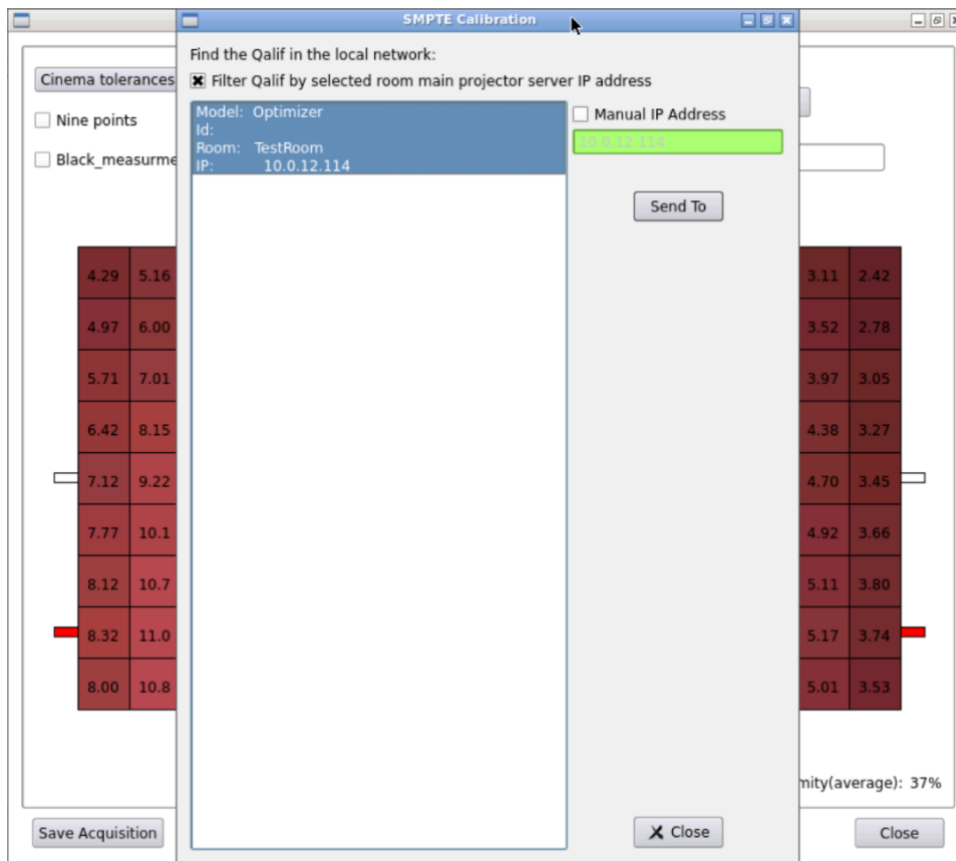 SMPTE Calibration
Find the Qalif in the local network:
Filter Qalif by selected room main projector server IP address
Cinema tolerances
Model: Optimizer
Id:
Room: TestRoom
IP: 10.0.12.114
Manual IP Address
10.0.12.114
Nine points
Black_measurme
Send To
4.29 5.16 3.11 2.42
4.97 6.00 3.52 2.78
5.71 7.01 3.97 3.05
6.42 8.15 4.38 3.27
7.12 9.22 4.70 3.45
7.77 10.1 4.92 3.66
8.12 10.7 5.11 3.80
8.32 11.0 5.17 3.74
8.00 10.8 5.01 3.53
mity(average): 37%
Save Acquisition
Close
Close